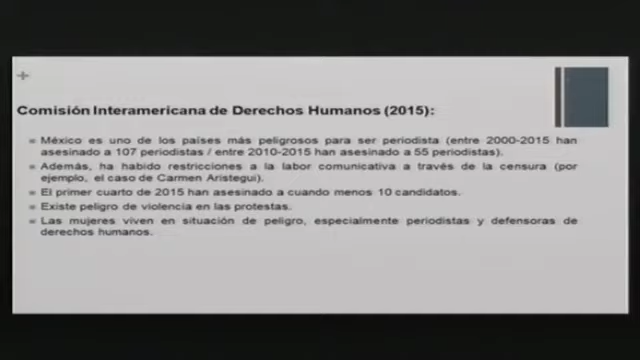 Comisión Interamericana de Derechos Humanos (2015):
México es uno de los países más peligrosos para ser periodista (entre 2000-2015 han
asesinado a 107 periodistas / entre 2010-2015 han asesinado a 55 periodistas).
Además, ha habido restricciones a la labor comunicativa a través de la censura (por
ejemplo, el caso de Carmen Aristegui).
El primer cuarto de 2015 han asesinado a cuando menos 10 candidatos.
Existe peligro de violencia en las protestas.
Las mujeres viven en situación de peligro, especialmente periodistas y defensoras de
derechos humanos.